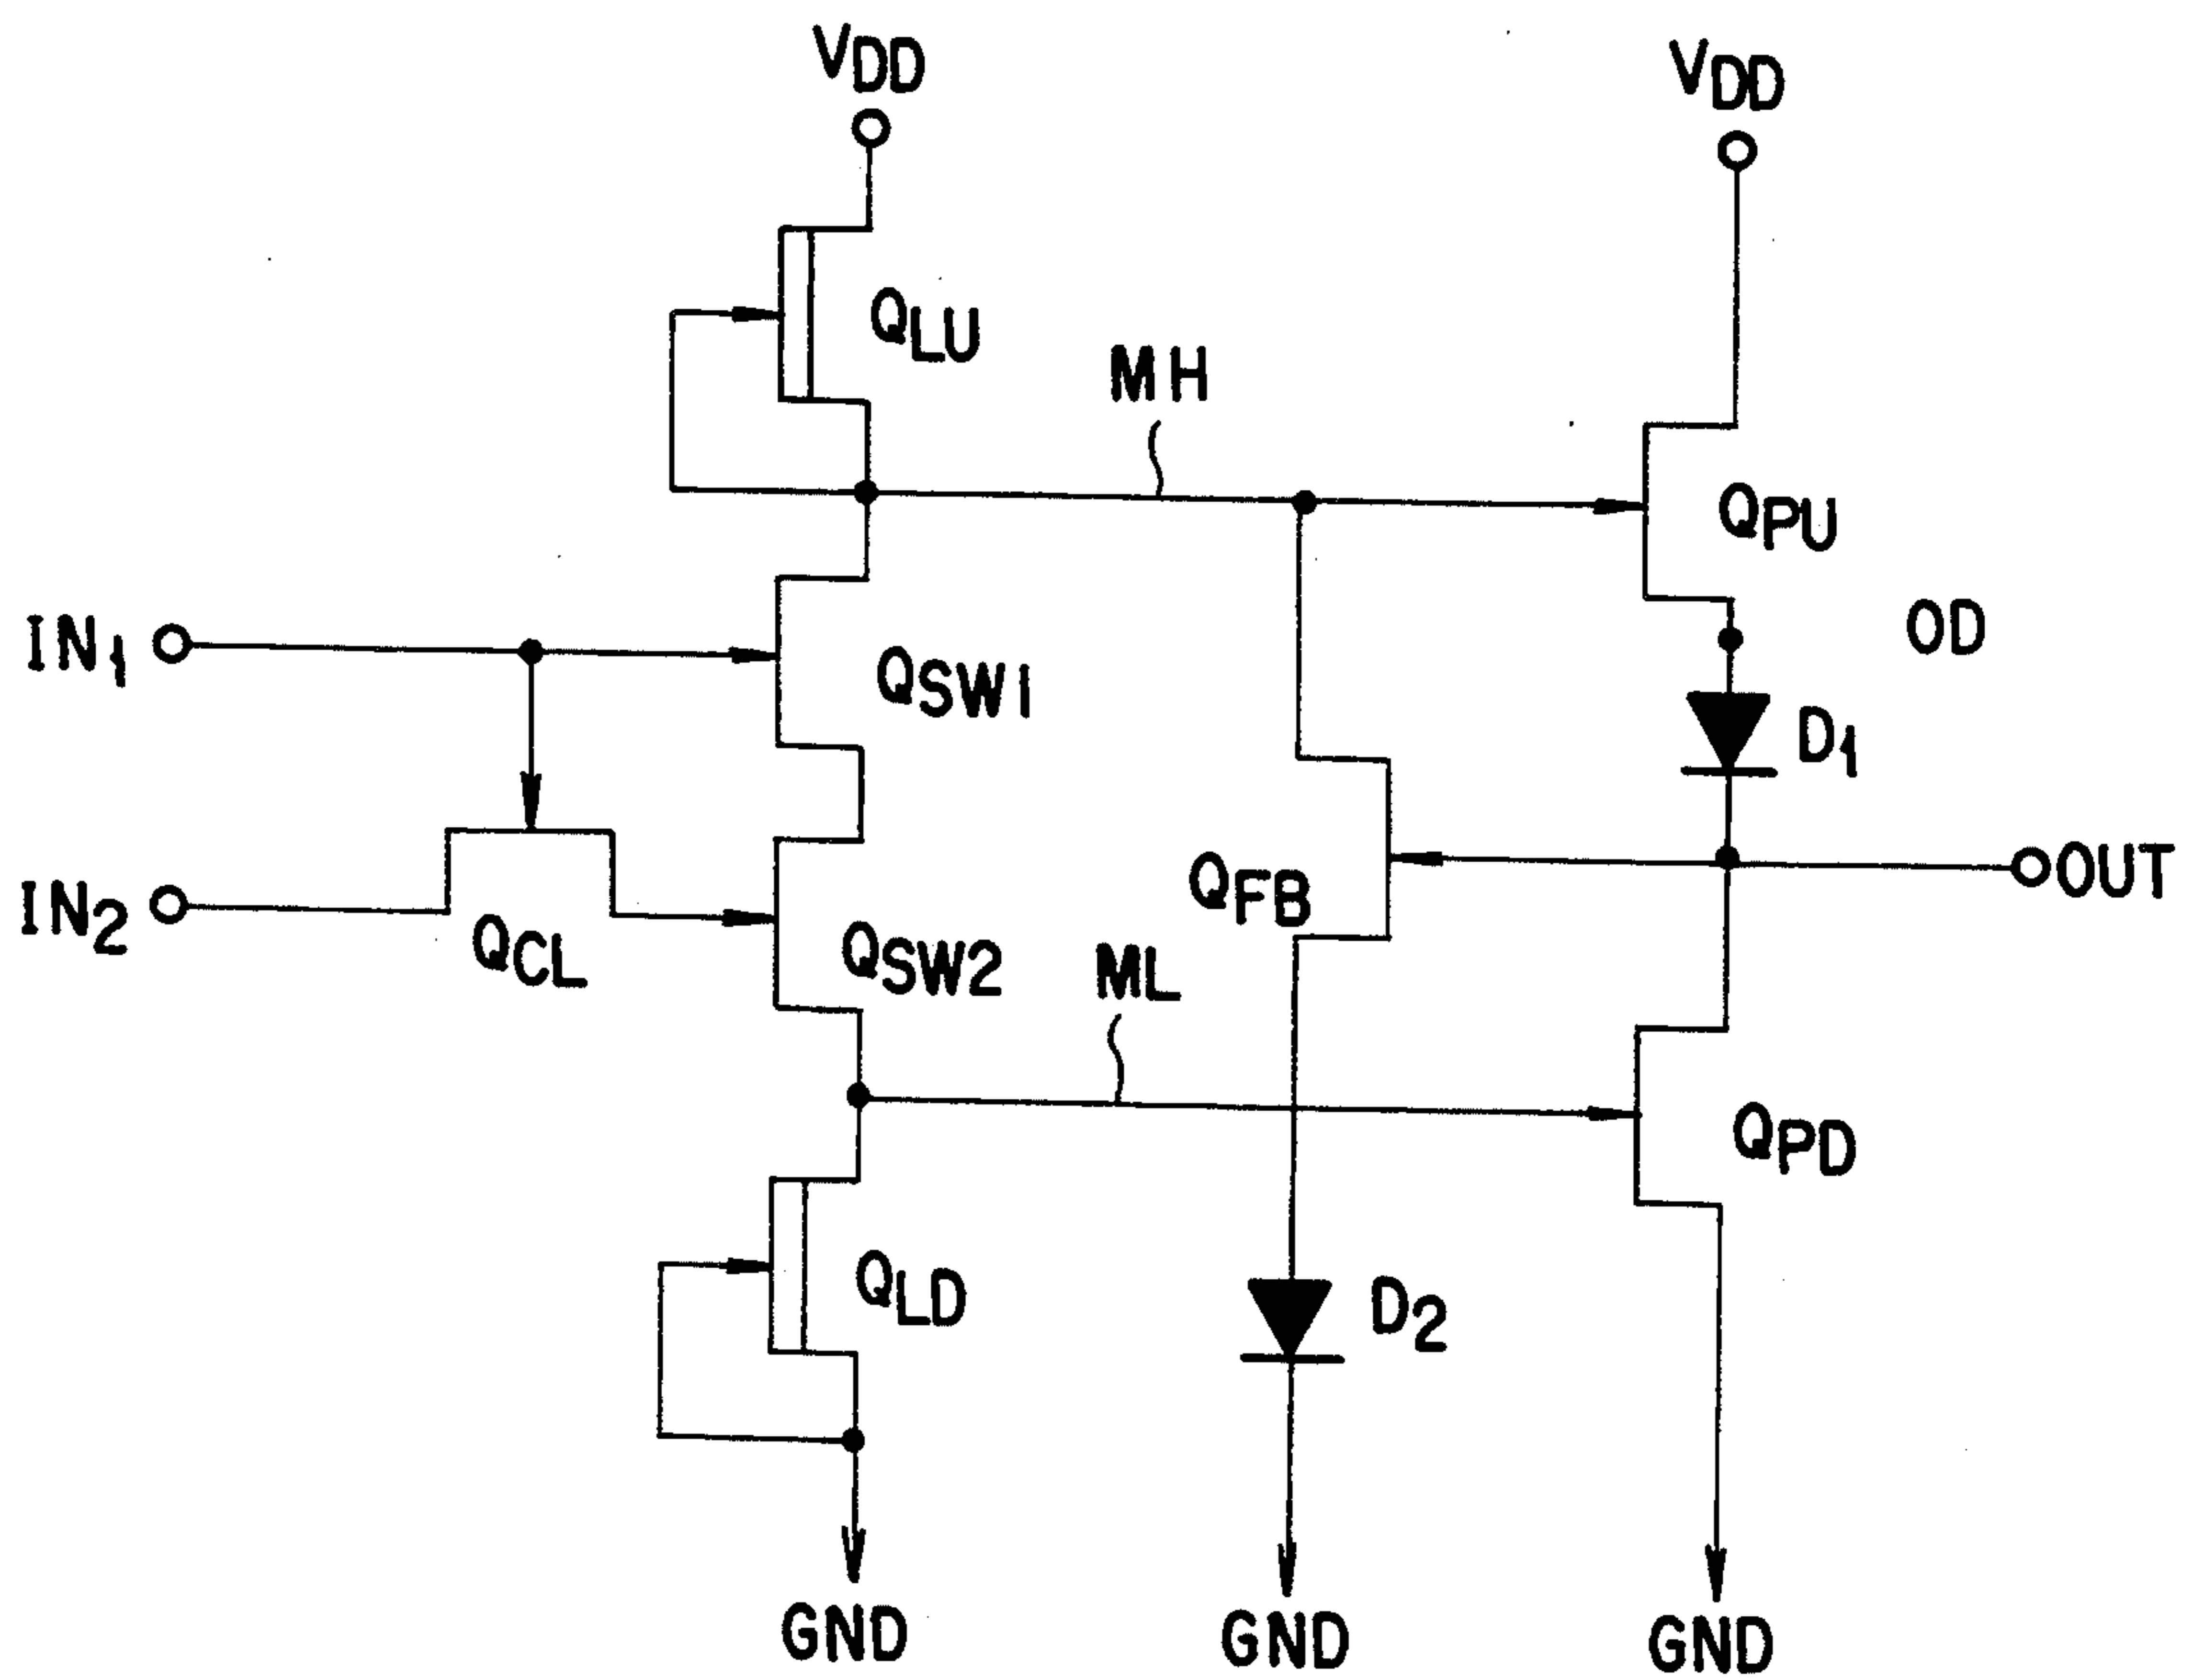 VDD
VDD
QLU
MH
QPU
IN1
OD
QSW1
D1
IN2
QCL
QSW2
QFB
OUT
ML
QPD
QLD
D2
GND
GND
GND